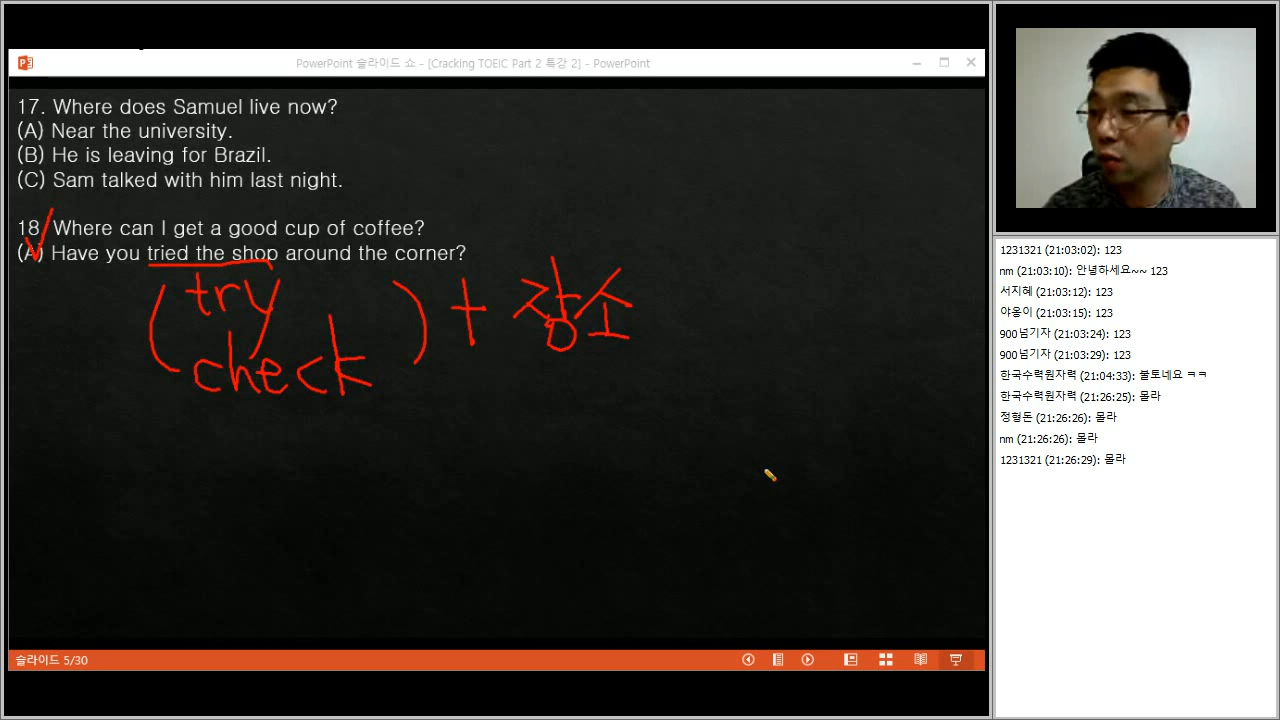 PowerPoint 슬라이드 쇼 - [Cracking TOEIC Part 2 특강 2] - PowerPoint
17. Where does Samuel live now?
(A) Near the university.
(B) He is leaving for Brazil.
(C) Sam talked with him last night.
18. Where can I get a good cup of coffee?
(A) Have you tried the shop around the corner?
(try
check) + 장소
슬라이드 5/30
1231321 (21:03:02): 123
nm (21:03:10): 안녕하세요~~ 123
서지혜 (21:03:12): 123
야옹이 (21:03:15): 123
900넘기자 (21:03:24): 123
900넘기자 (21:03:29): 123
한국수력원자력 (21:04:33): 불토네요 ㅋㅋ
한국수력원자력 (21:26:25): 몰라
정형돈 (21:26:26): 몰라
nm (21:26:26): 몰라
1231321 (21:26:29): 몰라